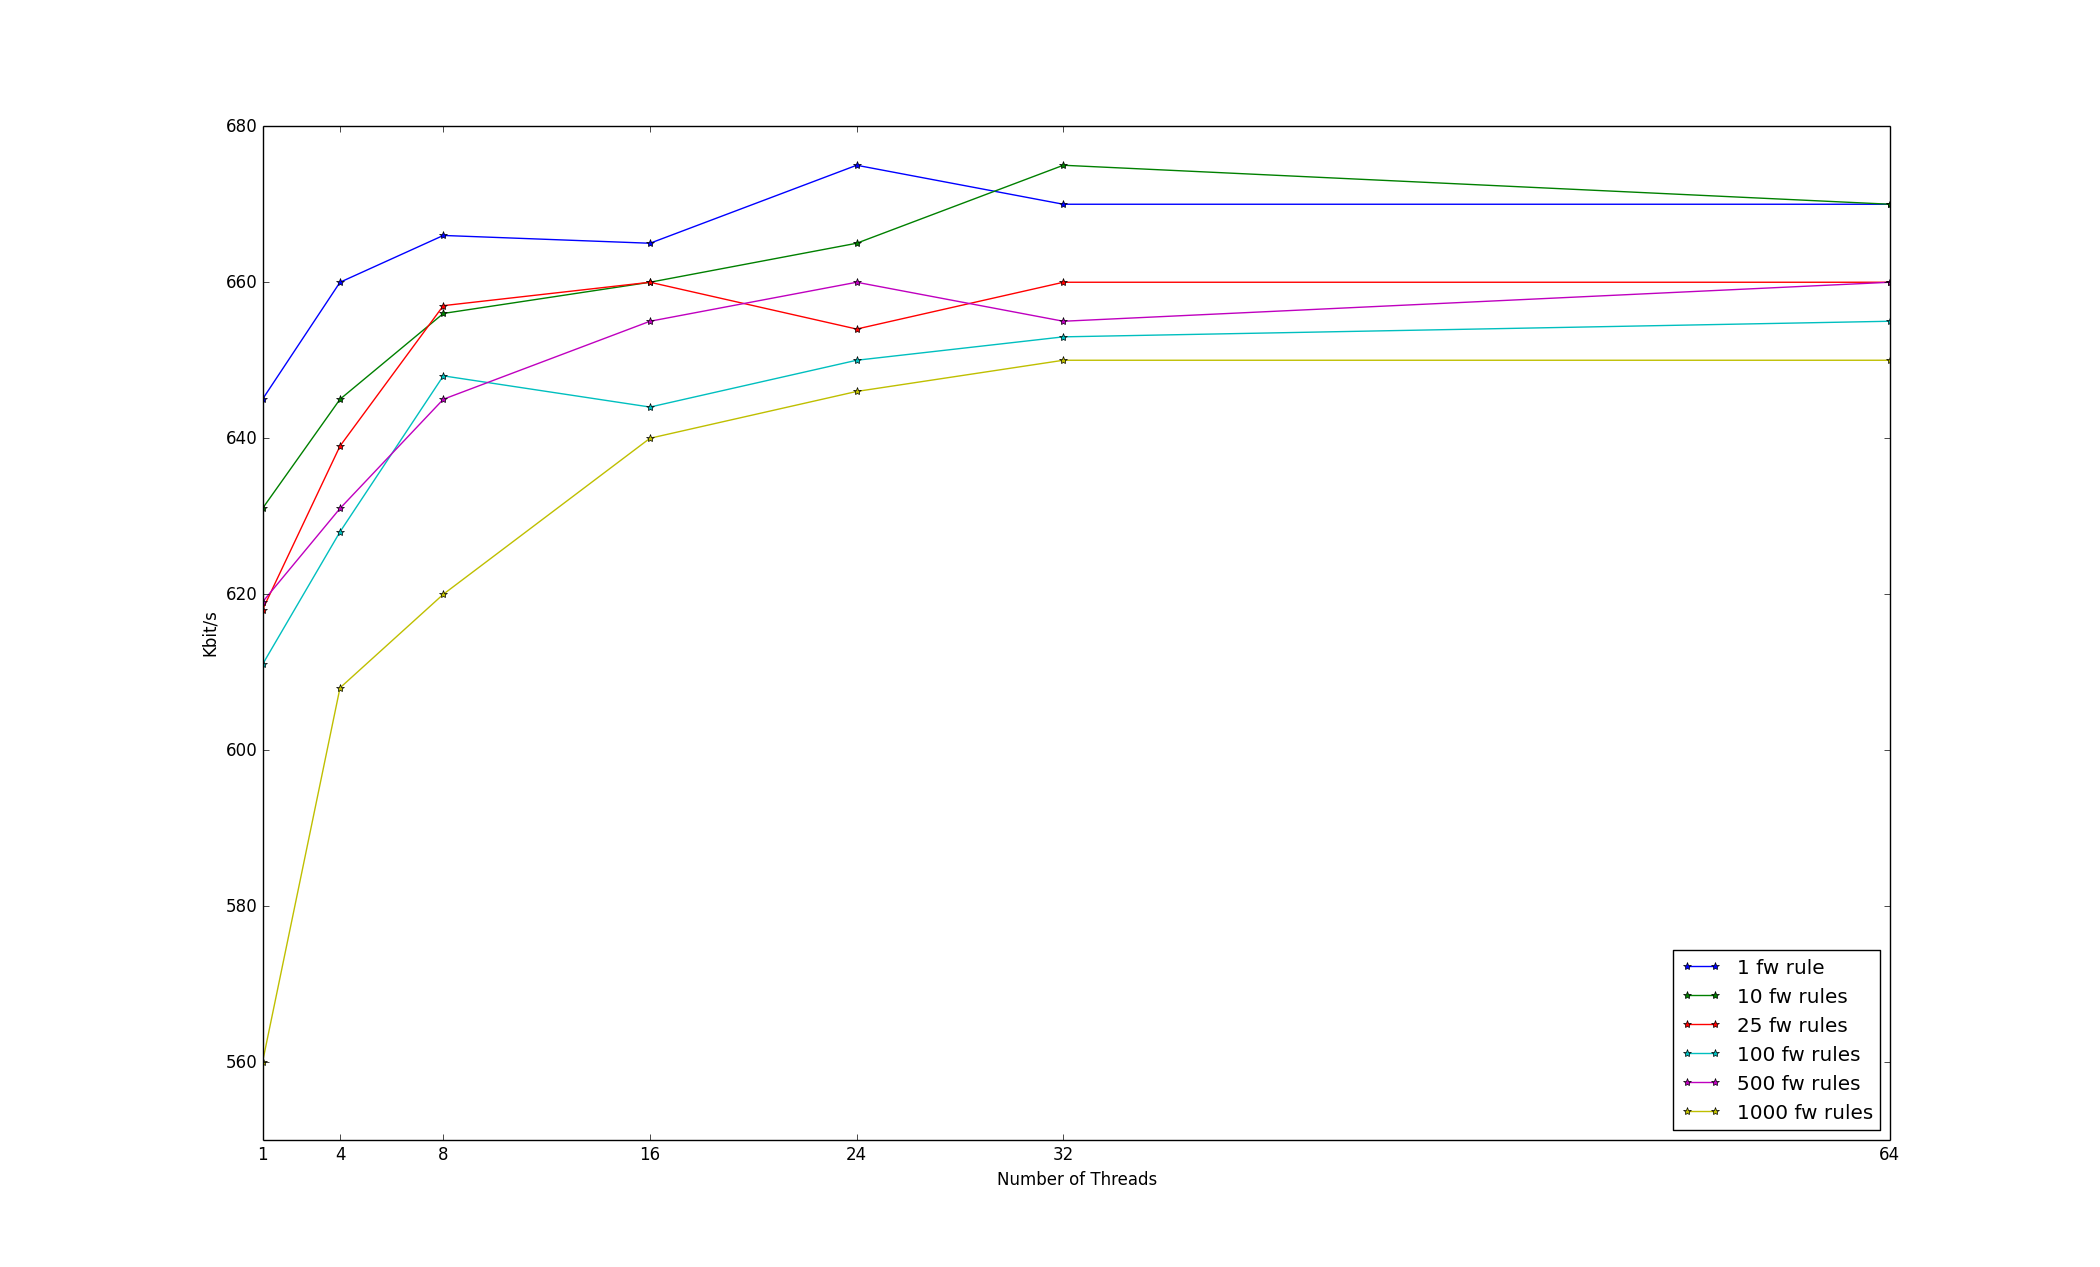 680
660
640
620
600
580
560
Kbit/s
1 4 8 16 24 32 64
Number of Threads
1 fw rule
10 fw rules
25 fw rules
100 fw rules
500 fw rules
1000 fw rules